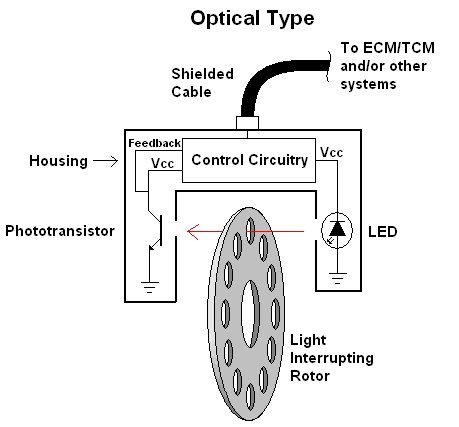 Optical Type
To ECM/TCM
and/or other
systems
Shielded
Cable
Feedback
Vcc
Control Circuitry
Vcc
Housing
Phototransistor
LED
Light
Interrupting
Rotor